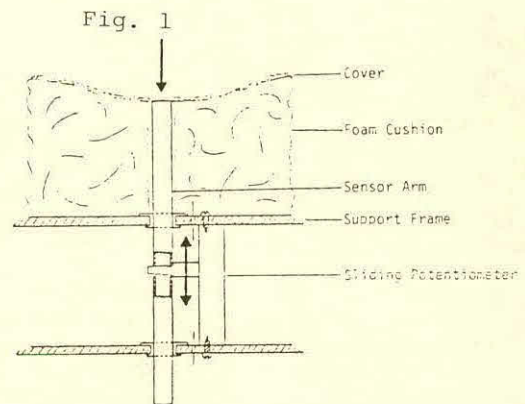 Fig. 1
Cover
Foam Cushion
Sensor Arm
Support Frame
Sliding Potentiometer